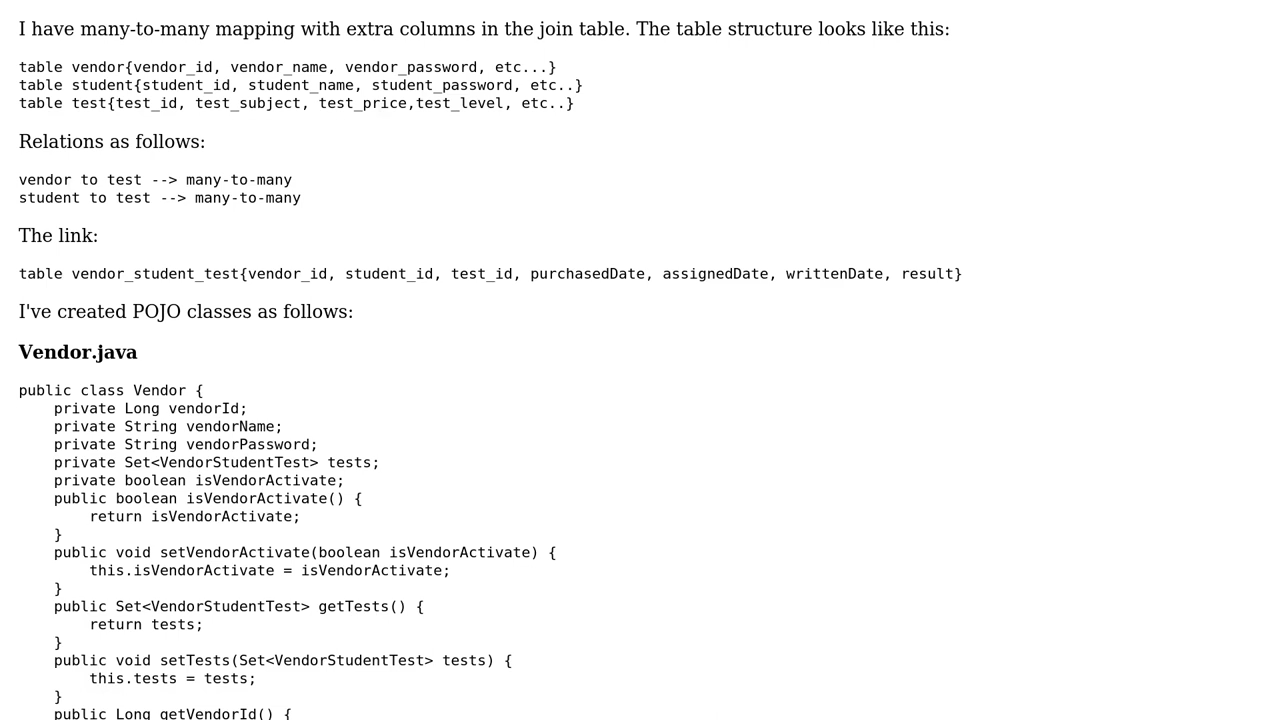 I have many-to-many mapping with extra columns in the join table. The table structure looks like this:
table vendor{vendor_id, vendor_name, vendor_password, etc...}
table student{student_id, student_name, student_password, etc..}
table test{test_id, test_subject, test_price,test_level, etc..}
Relations as follows:
vendor to test --> many-to-many
student to test --> many-to-many
The link:
table vendor_student_test{vendor_id, student_id, test_id, purchasedDate, assignedDate, writtenDate, result}
I've created POJO classes as follows:
Vendor.java
public class Vendor {
    private Long vendorId;
    private String vendorName;
    private String vendorPassword;
    private Set<VendorStudentTest> tests;
    private boolean isVendorActivate;
    public boolean isVendorActivate() {
        return isVendorActivate;
    }
    public void setVendorActivate(boolean isVendorActivate) {
        this.isVendorActivate = isVendorActivate;
    }
    public Set<VendorStudentTest> getTests() {
        return tests;
    }
    public void setTests(Set<VendorStudentTest> tests) {
        this.tests = tests;
    }
    public Long getVendorId() {